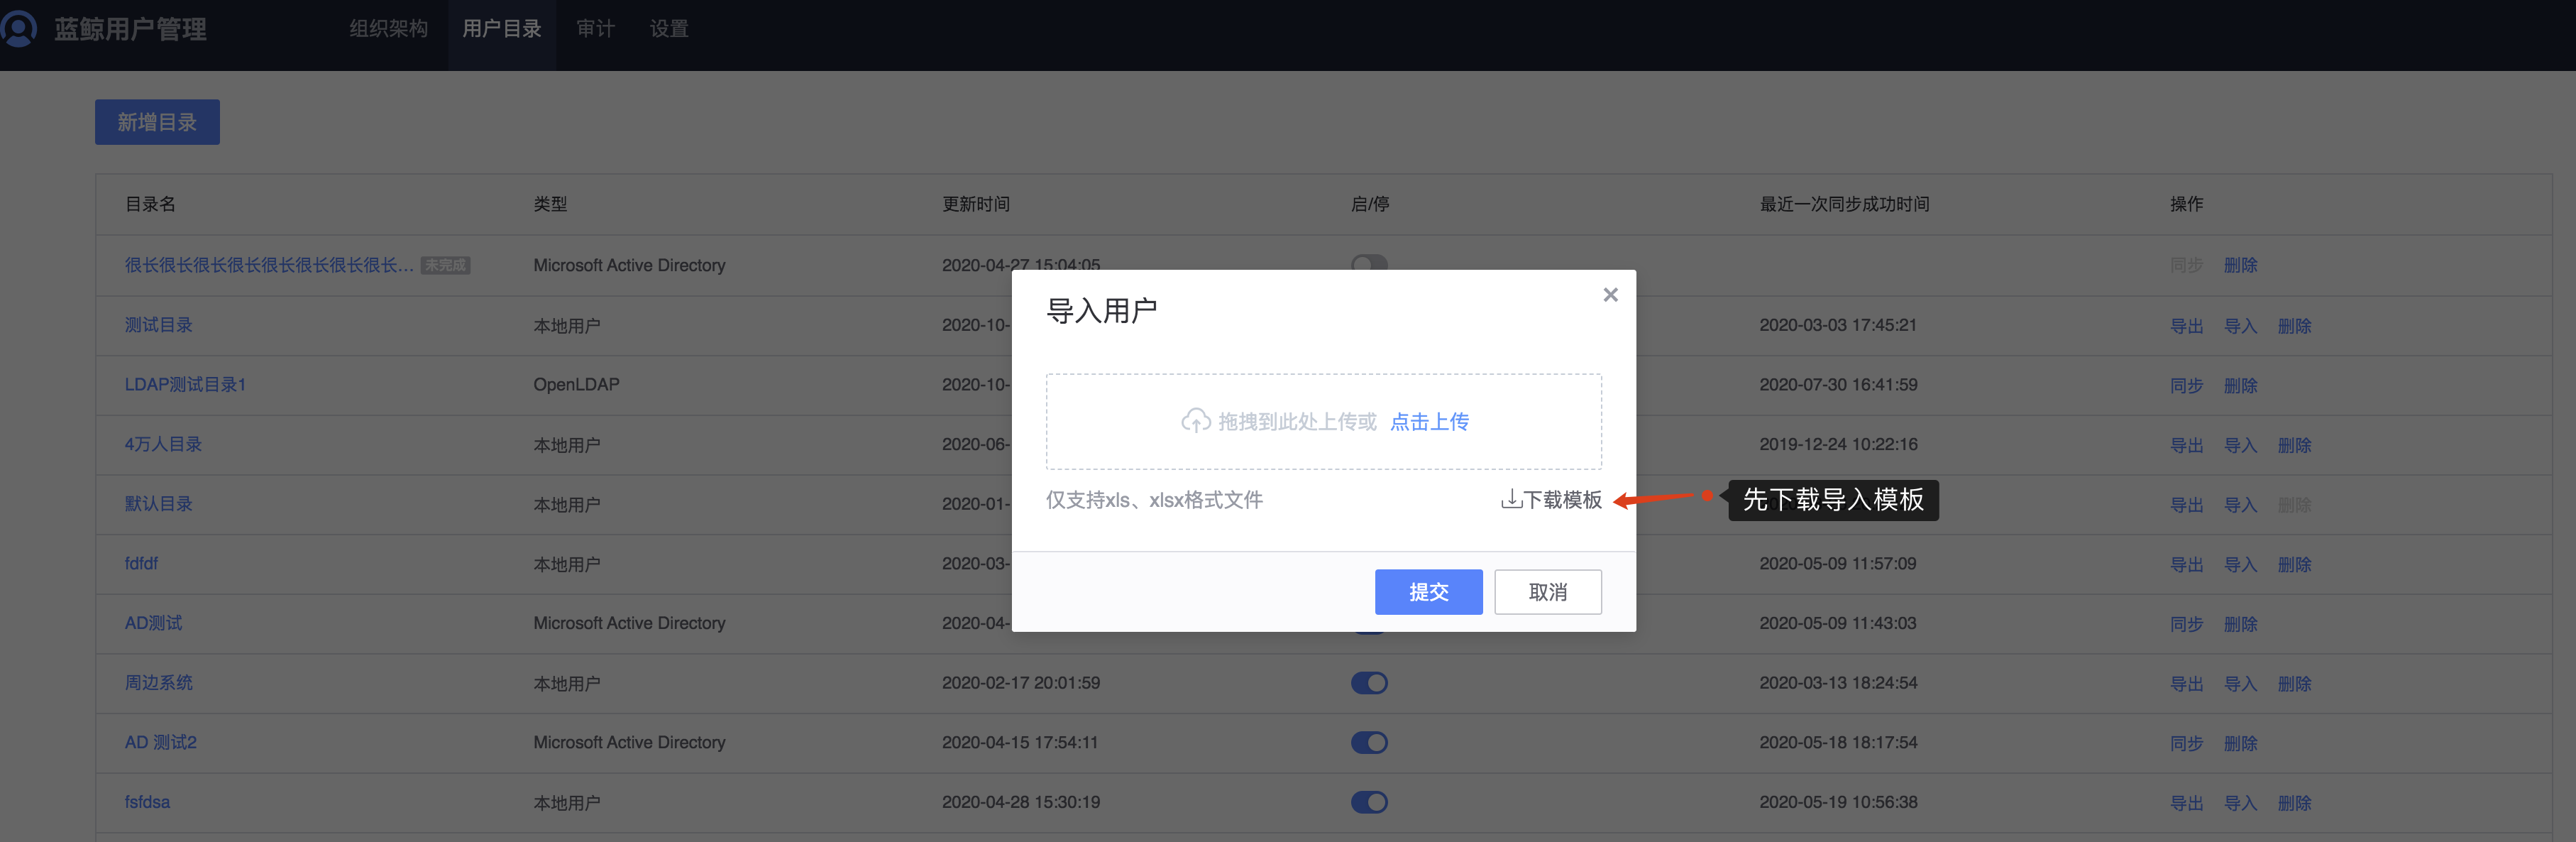 蓝鲸用户管理 组织架构 用户目录 审计 设置
新增目录
目录名 类型 更新时间 启/停 最近一次同步成功时间 操作
很长很长很长很长很长很长很长很长... 未完成 Microsoft Active Directory 2020-04-27 15:04:05 同步 删除
测试目录 本地用户 2020-10- 2020-03-03 17:45:21 导出 导入 删除
LDAP测试目录1 OpenLDAP 2020-10- 2020-07-30 16:41:59 同步 删除
4万人目录 本地用户 2020-06- 2019-12-24 10:22:16 导出 导入 删除
默认目录 本地用户 2020-01- 导出 导入 删除
fdfdf 本地用户 2020-03- 2020-05-09 11:57:09 导出 导入 删除
AD测试 Microsoft Active Directory 2020-04- 2020-05-09 11:43:03 同步 删除
周边系统 本地用户 2020-02-17 20:01:59 2020-03-13 18:24:54 导出 导入 删除
AD 测试2 Microsoft Active Directory 2020-04-15 17:54:11 2020-05-18 18:17:54 同步 删除
fsfdsa 本地用户 2020-04-28 15:30:19 2020-05-19 10:56:38 导出 导入 删除
导入用户
拖拽到此处上传或 点击上传
仅支持xls、xlsx格式文件 下载模板
先下载导入模板
提交 取消